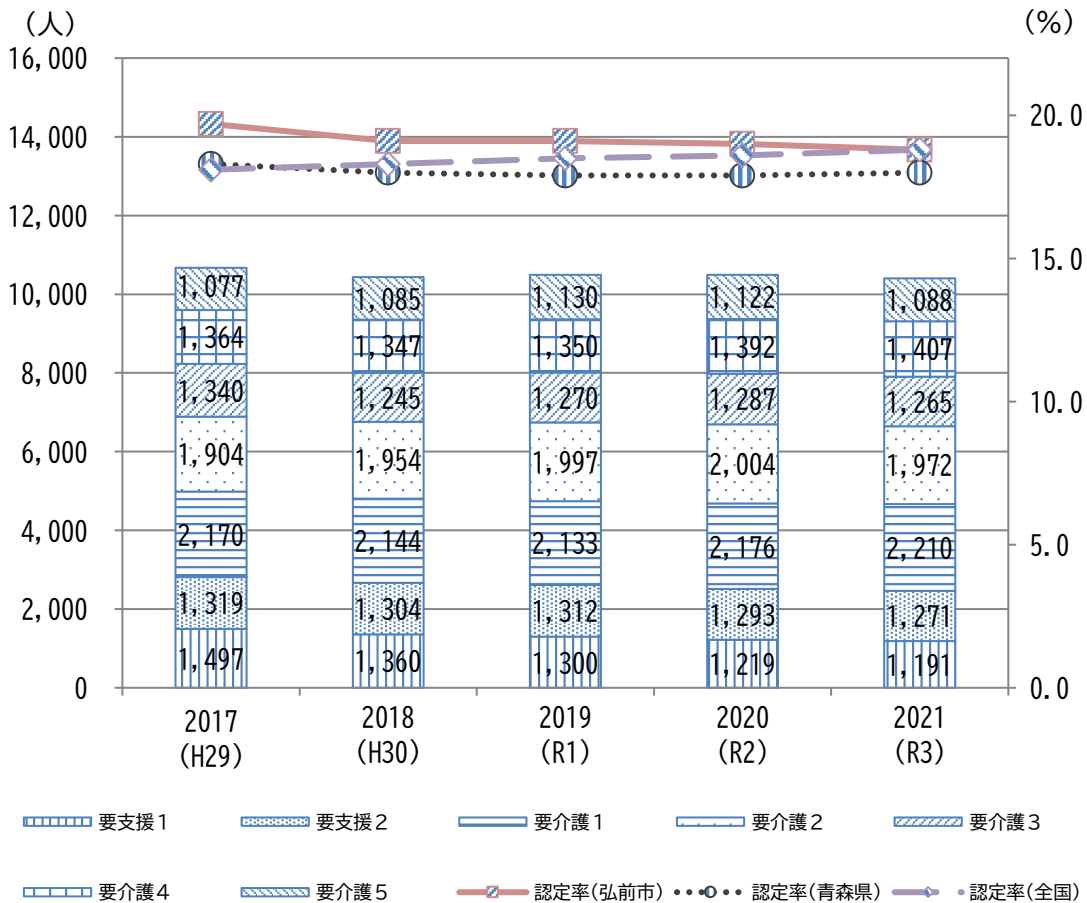 (人) (%)
16,000
14,000 20.0
12,000
10,000 15.0
8,000 10.0
6,000
4,000 5.0
2,000
0 0.0
1,077 1,085 1,130 1,122 1,088
1,364 1,347 1,350 1,392 1,407
1,340 1,245 1,270 1,287 1,265
1,904 1,954 1,997 2,004 1,972
2,170 2,144 2,133 2,176 2,210
1,319 1,304 1,312 1,293 1,271
1,497 1,360 1,300 1,219 1,191
2017 2018 2019 2020 2021
(H29) (H30) (R1) (R2) (R3)
要支援1 要支援2 要介護1 要介護2 要介護3
要介護4 要介護5 認定率(弘前市) 認定率(青森県) 認定率(全国)